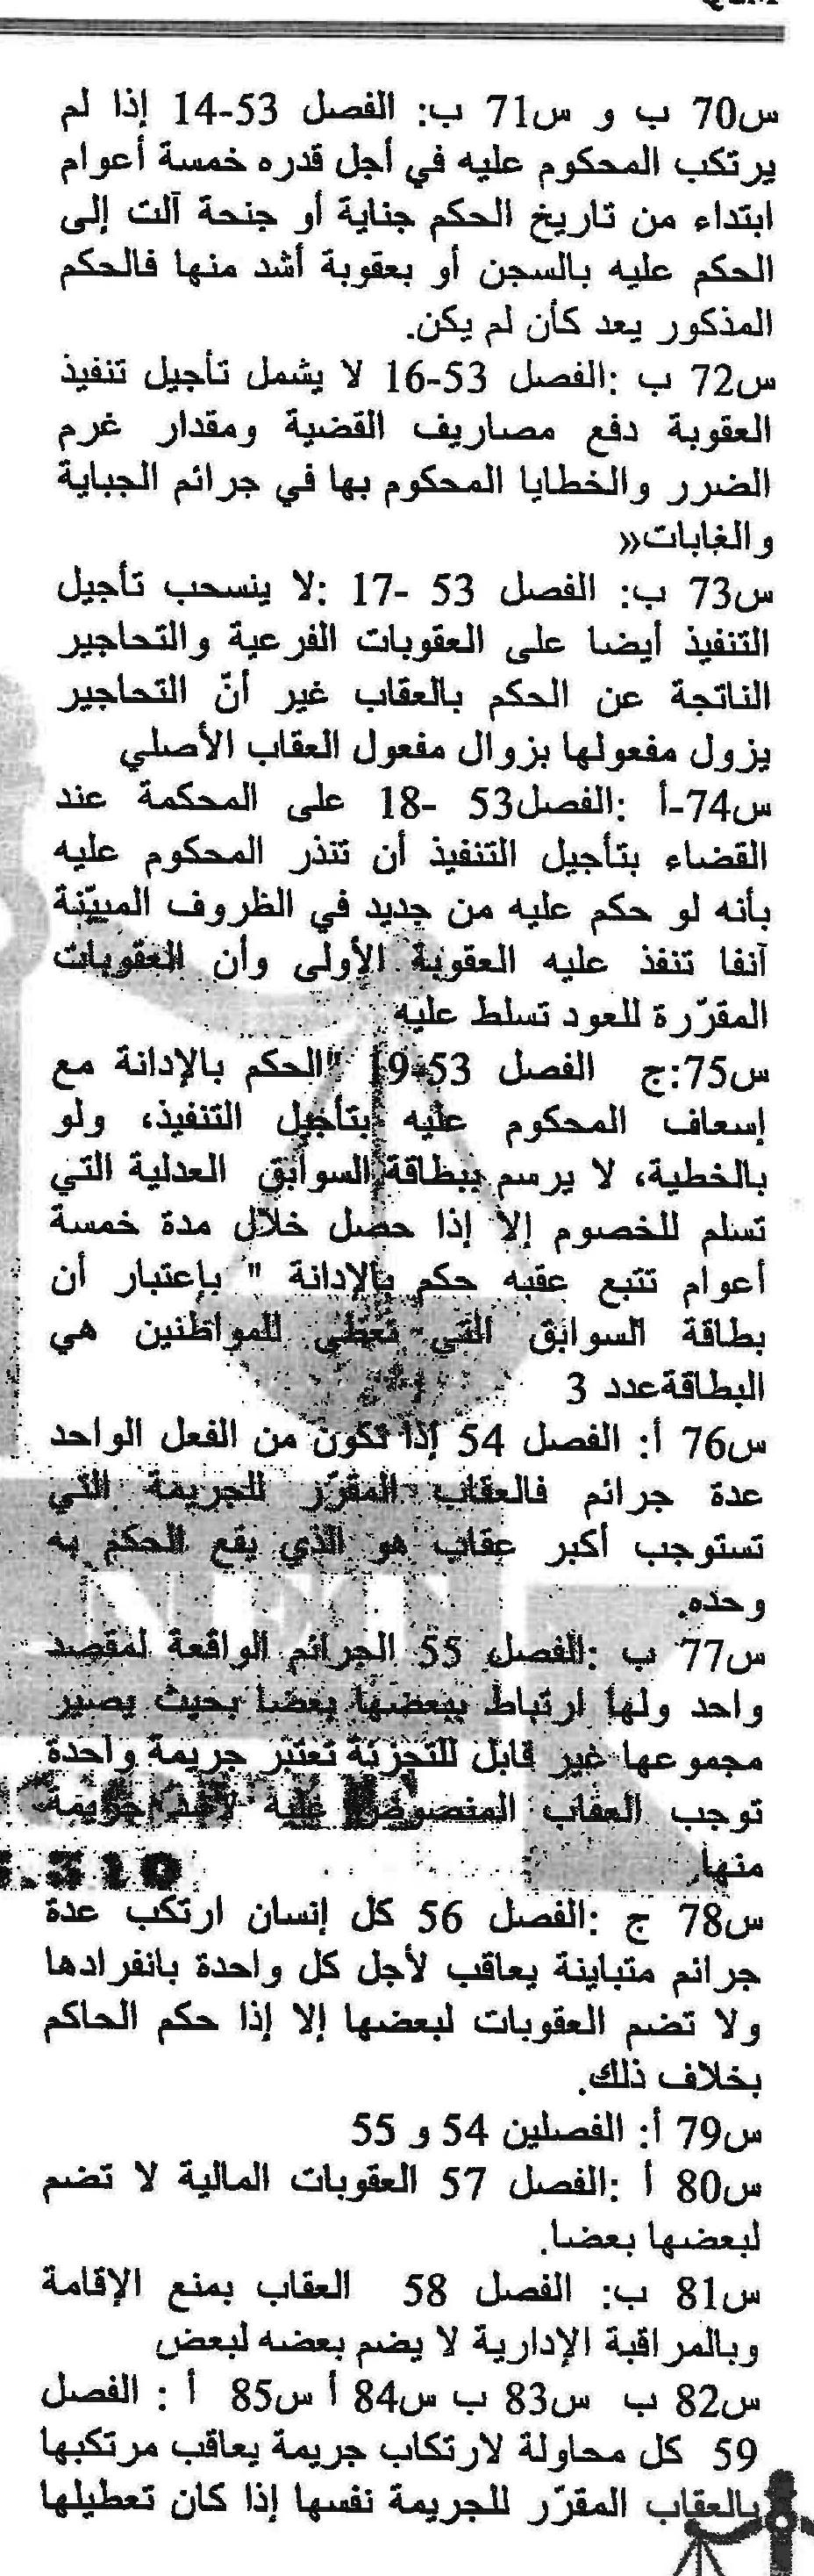 س70 ب و س71 ب: الفصل 53-14 إذا لم
يرتكب المحكوم عليه في أجل قدره خمسة أعوام
ابتداء من تاريخ الحكم جناية أو جنحة آلت إلى
الحكم عليه بالسجن أو بعقوبة أشد منها فالحكم
المذكور يعد كأن لم يكن.
س72 ب :الفصل 53-16 لا يشمل تأجيل تنفيذ
العقوبة دفع مصاريف القضية ومقدار غرم
الضرر والخطايا المحكوم بها في جرائم الجباية
والغابات«
س73 ب: الفصل 53 -17 :لا ينسحب تأجيل
التنفيذ أيضا على العقوبات الفرعية والتحاجير
الناتجة عن الحكم بالعقاب غير أنّ التحاجير
يزول مفعولها بزوال مفعول العقاب الأصلي
س74-أ :الفصل53 -18 على المحكمة عند
القضاء بتأجيل التنفيذ أن تنذر المحكوم عليه
بأنه لو حكم عليه من جديد في الظروف المبيّنة
آنفا تنفذ عليه العقوبة الأولى وأن العقوبات
المقرّرة للعود تسلط عليه
س75:ج الفصل 53-19 "الحكم بالإدانة مع
إسعاف المحكوم عليه بتأجيل التنفيذ، ولو
بالخطية، لا يرسم ببطاقة السوابق العدلية التي
تسلم للخصوم إلا إذا حصل خلال مدة خمسة
أعوام تتبع عقبه حكم بالإدانة " بإعتبار أن
بطاقة السوابق التي تعطى للمواطنين هي
البطاقةعدد 3
س76 أ: الفصل 54 إذا تكون من الفعل الواحد
عدة جرائم فالعقاب المقرّر للجريمة التي
تستوجب أكبر عقاب هو الذي يقع الحكم به
وحده.
س77 ب :الفصل 55 الجرائم الواقعة لمقصد
واحد ولها ارتباط ببعضها بعضا بحيث يصير
مجموعها غير قابل للتجزئة تعتبر جريمة واحدة
توجب العقاب المنصوص عليه لأشد جريمة
منها.
س78 ج :الفصل 56 كل إنسان ارتكب عدة
جرائم متباينة يعاقب لأجل كل واحدة بانفرادها
ولا تضم العقوبات لبعضها إلا إذا حكم الحاكم
بخلاف ذلك.
س79 أ: الفصلين 54 و 55
س80 أ :الفصل 57 العقوبات المالية لا تضم
لبعضها بعضا.
س81 ب: الفصل 58 العقاب بمنع الإقامة
وبالمراقبة الإدارية لا يضم بعضه لبعض
س82 ب س83 ب س84 أ س85 أ : الفصل
59 كل محاولة لارتكاب جريمة يعاقب مرتكبها
بالعقاب المقرّر للجريمة نفسها إذا كان تعطيلها